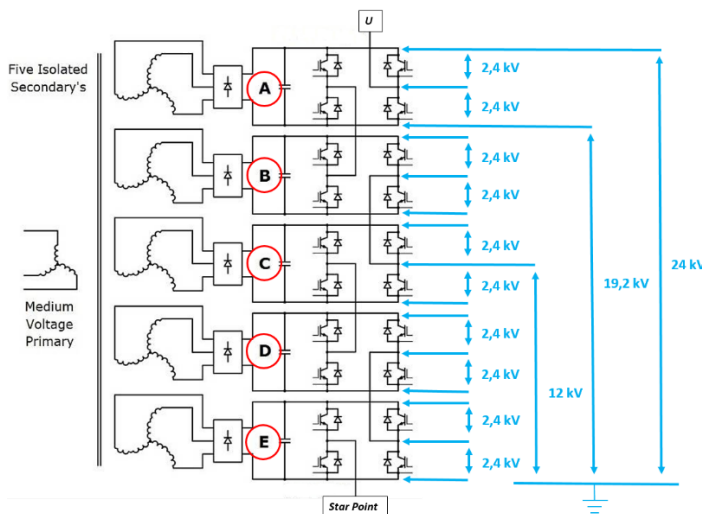 U
Five Isolated
Secondary's
A
2,4 kV
2,4 kV
B
2,4 kV
2,4 kV
C
2,4 kV
2,4 kV
24 kV
19,2 kV
Medium
Voltage
Primary
D
2,4 kV
2,4 kV
12 kV
E
2,4 kV
2,4 kV
Star Point